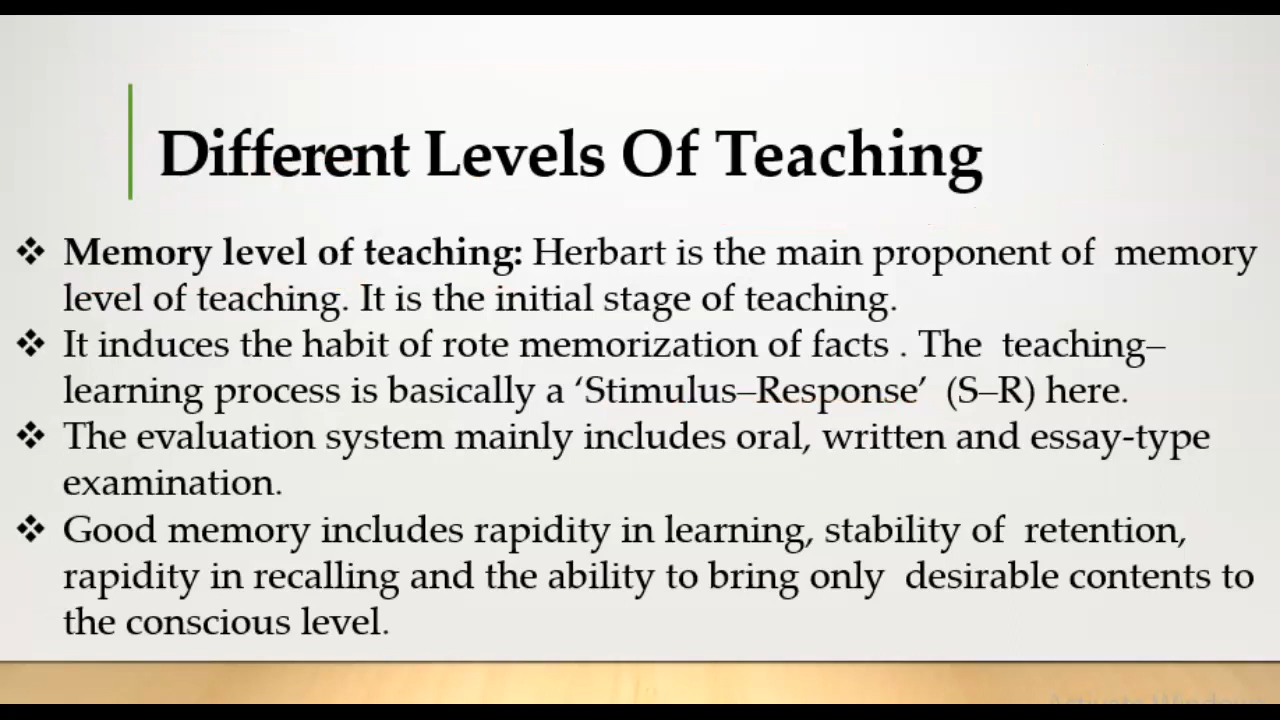 Different Levels Of Teaching
❖ Memory level of teaching: Herbart is the main proponent of memory
level of teaching. It is the initial stage of teaching.
❖ It induces the habit of rote memorization of facts . The teaching–
learning process is basically a ‘Stimulus–Response’ (S–R) here.
❖ The evaluation system mainly includes oral, written and essay-type
examination.
❖ Good memory includes rapidity in learning, stability of retention,
rapidity in recalling and the ability to bring only desirable contents to
the conscious level.
Activate Windows